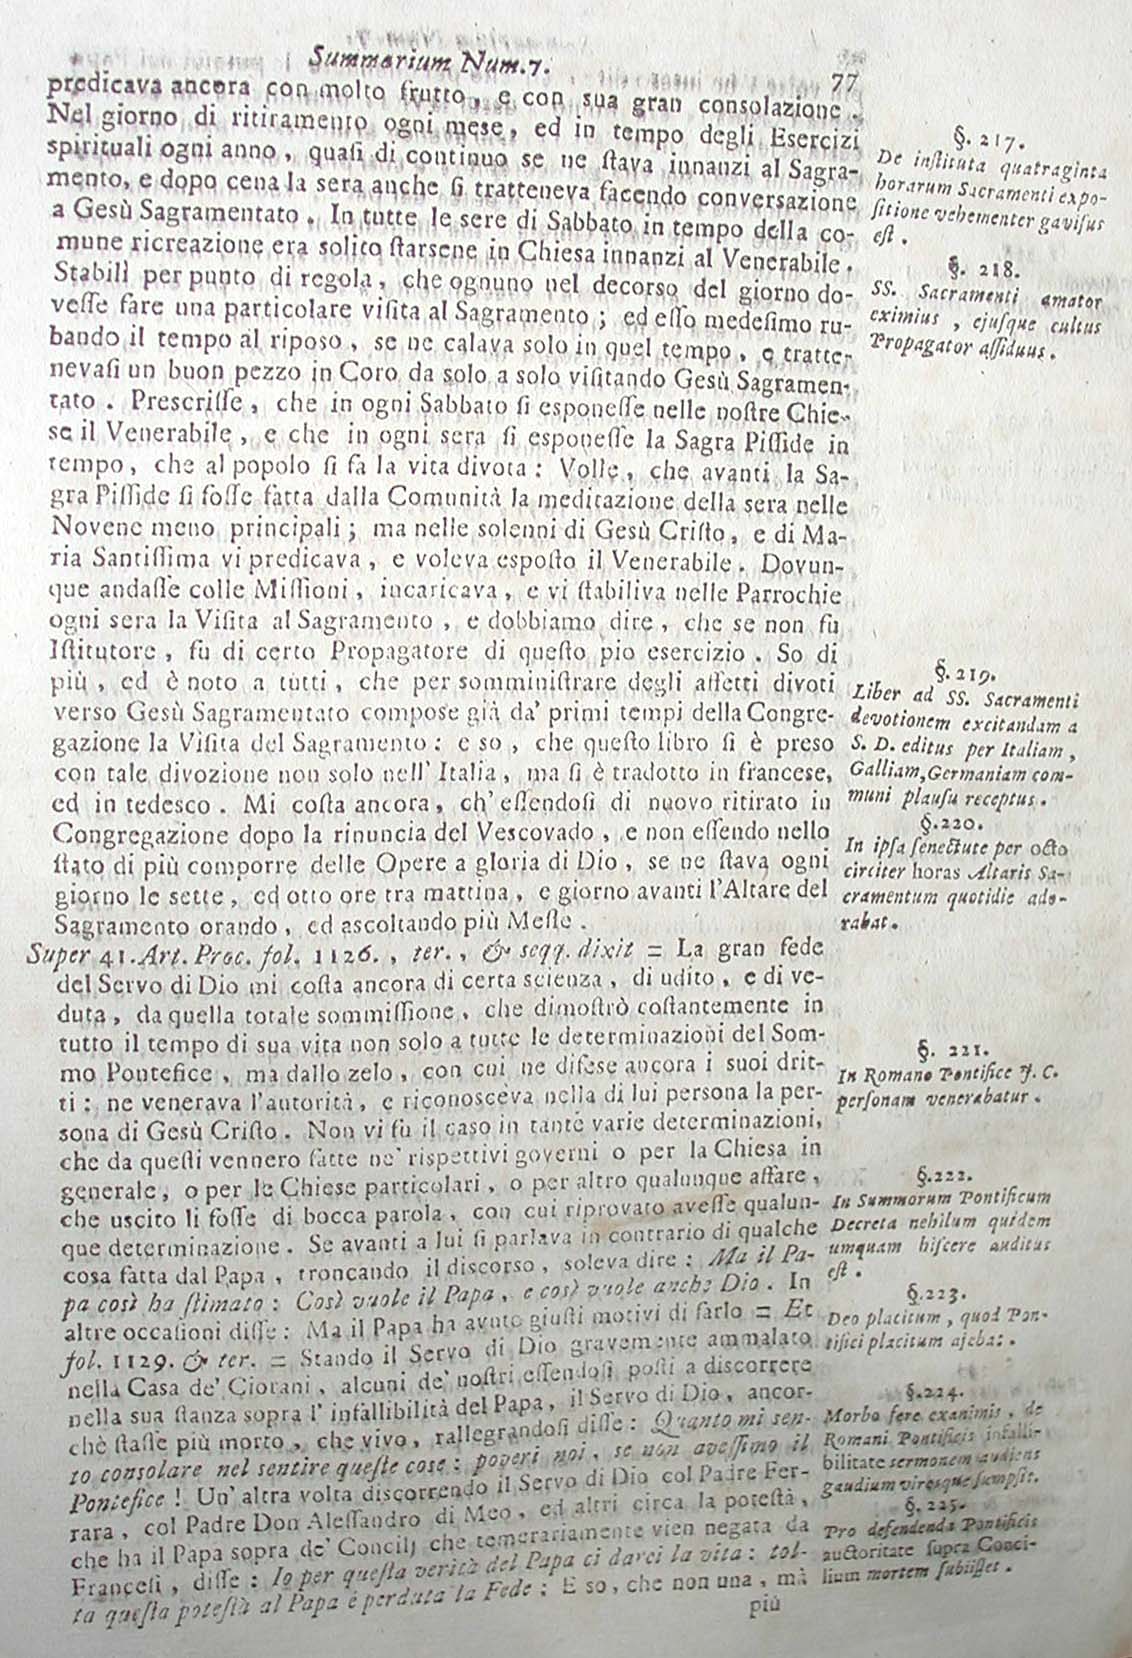 Summarium Num. 7.
77
predicava ancora con molto frutto, e con sua gran consolazione.
Nel giorno di ritiramento ogni mese, ed in tempo degli Esercizi
spirituali ogni anno, quaſi di continuo se ne ſtava innanzi al Sagra-
mento, e dopo cena la sera anche ſi tratteneva facendo conversazione
a Gesù Sagramentato. In tutte le sere di Sabbato in tempo della co-
mune ricreazione era solito ſtarsene in Chiesa innanzi al Venerabile.
Stabilì per punto di regola, che ognuno nel decorso del giorno do-
veſſe fare una particolare viſita al Sagramento; ed eſſo medeſimo ru-
bando il tempo al riposo, se ne calava solo in quel tempo, e tratte-
nevaſi un buon pezzo in Coro da solo a solo viſitando Gesù Sagramen-
tato. Prescriſſe, che in ogni Sabbato ſi esponeſſe nelle noſtre Chie-
se il Venerabile, e che in ogni sera ſi esponeſſe la Sagra Piſſide in
tempo, che al popolo ſi fa la vita divota: Volle, che avanti la Sa-
gra Piſſide ſi foſſe fatta dalla Comunità la meditazione della sera nelle
Novene meno principali; ma nelle solenni di Gesù Criſto, e di Ma-
ria Santiſſima vi predicava, e voleva espoſto il Venerabile. Dovun-
que andaſſe colle Miſſioni, incaricava, e vi ſtabiliva nelle Parrochie
ogni sera la Viſita al Sagramento, e dobbiamo dire, che se non fù
Iſtitutore, fù di certo Propagatore di queſto pio esercizio. So di
più, ed è noto a tutti, che per somminiſtrare degli affetti divoti
verso Gesù Sagramentato compose già da' primi tempi della Congre-
gazione la Viſita del Sagramento: e so, che queſto libro ſi è preso
con tale divozione non solo nell' Italia, ma ſi è tradotto in francese,
ed in tedesco. Mi coſta ancora, ch' eſſendoſi di nuovo ritirato in
Congregazione dopo la rinuncia del Vescovado, e non eſſendo nello
ſtato di più comporre delle Opere a gloria di Dio, se ne ſtava ogni
giorno le sette, ed otto ore tra mattina, e giorno avanti l'Altare del
Sagramento orando, ed ascoltando più Meſſe.
Super 41. Art. Proc. fol. 1126., ter., & seqq. dixit = La gran fede
del Servo di Dio mi coſta ancora di certa scienza, di udito, e di ve-
duta, da quella totale sommiſſione, che dimoſtrò coſtantemente in
tutto il tempo di sua vita non solo a tutte le determinazioni del Som-
mo Pontefice, ma dallo zelo, con cui ne difese ancora i suoi drit-
ti: ne venerava l'autorità, e riconosceva nella di lui persona la per-
sona di Gesù Criſto. Non vi fù il caso in tante varie determinazioni,
che da queſti vennero fatte ne' rispettivi governi o per la Chiesa in
generale, o per le Chiese particolari, o per altro qualunque affare,
che uscito li foſſe di bocca parola, con cui riprovato aveſſe qualun-
que determinazione. Se avanti a lui ſi parlava in contrario di qualche
cosa fatta dal Papa, troncando il discorso, soleva dire: Ma il Pa-
pa così ha ſtimato: Così vuole il Papa, e così vuole anche Dio. In
altre occaſioni diſſe: Ma il Papa ha avuto giuſti motivi di farlo = Et
fol. 1129. & ter. = Stando il Servo di Dio gravemente ammalato
nella Casa de' Ciorani, alcuni de' noſtri eſſendoſi poſti a discorrere
nella sua ſtanza sopra l' infallibilità del Papa, il Servo di Dio, ancor-
chè ſtaſſe più morto, che vivo, rallegrandoſi diſſe: Quanto mi sen-
to consolare nel sentire queſte cose: poveri noi, se non aveſſimo il
Pontefice! Un' altra volta discorrendo il Servo di Dio col Padre Fer-
rara, col Padre Don Aleſſandro di Meo, ed altri circa la poteſtà,
che ha il Papa sopra de' Concilj che temerariamente vien negata da
Franceſi, diſſe: Io per queſta verità del Papa ci darei la vita: tol-
ta queſta poteſtà al Papa è perduta la Fede: E so, che non una, mà
più
§. 217.
De inſtituta quatraginta
horarum Sacramenti expo-
ſitione vehementer gaviſus
eſt.
§. 218.
SS. Sacramenti amator
eximius, ejuſque cultus
Propagator aſſiduus.
§. 219.
Liber ad SS. Sacramenti
devotionem excitandam a
S. D. editus per Italiam,
Galliam, Germaniam com-
muni plauſu receptus.
§. 220.
In ipſa ſenectute per octo
circiter horas Altaris Sa-
cramentum quotidie ado-
rabat.
§. 221.
In Romano Pontifice J. C.
perſonam venerabatur.
§. 222.
In Summorum Pontificum
Decreta nehilum quidem
umquam hiſcere auditus
eſt.
§. 223.
Deo placitum, quod Pon-
tifici placitum ajebat.
§. 224.
Morbo fere exanimis, de
Romani Pontificis infalli-
bilitate sermonem audiens
gaudium viresque ſumpſit.
§. 225.
Pro defendenda Pontificis
auctoritate ſupra Conci-
lium mortem ſubiiſſet.